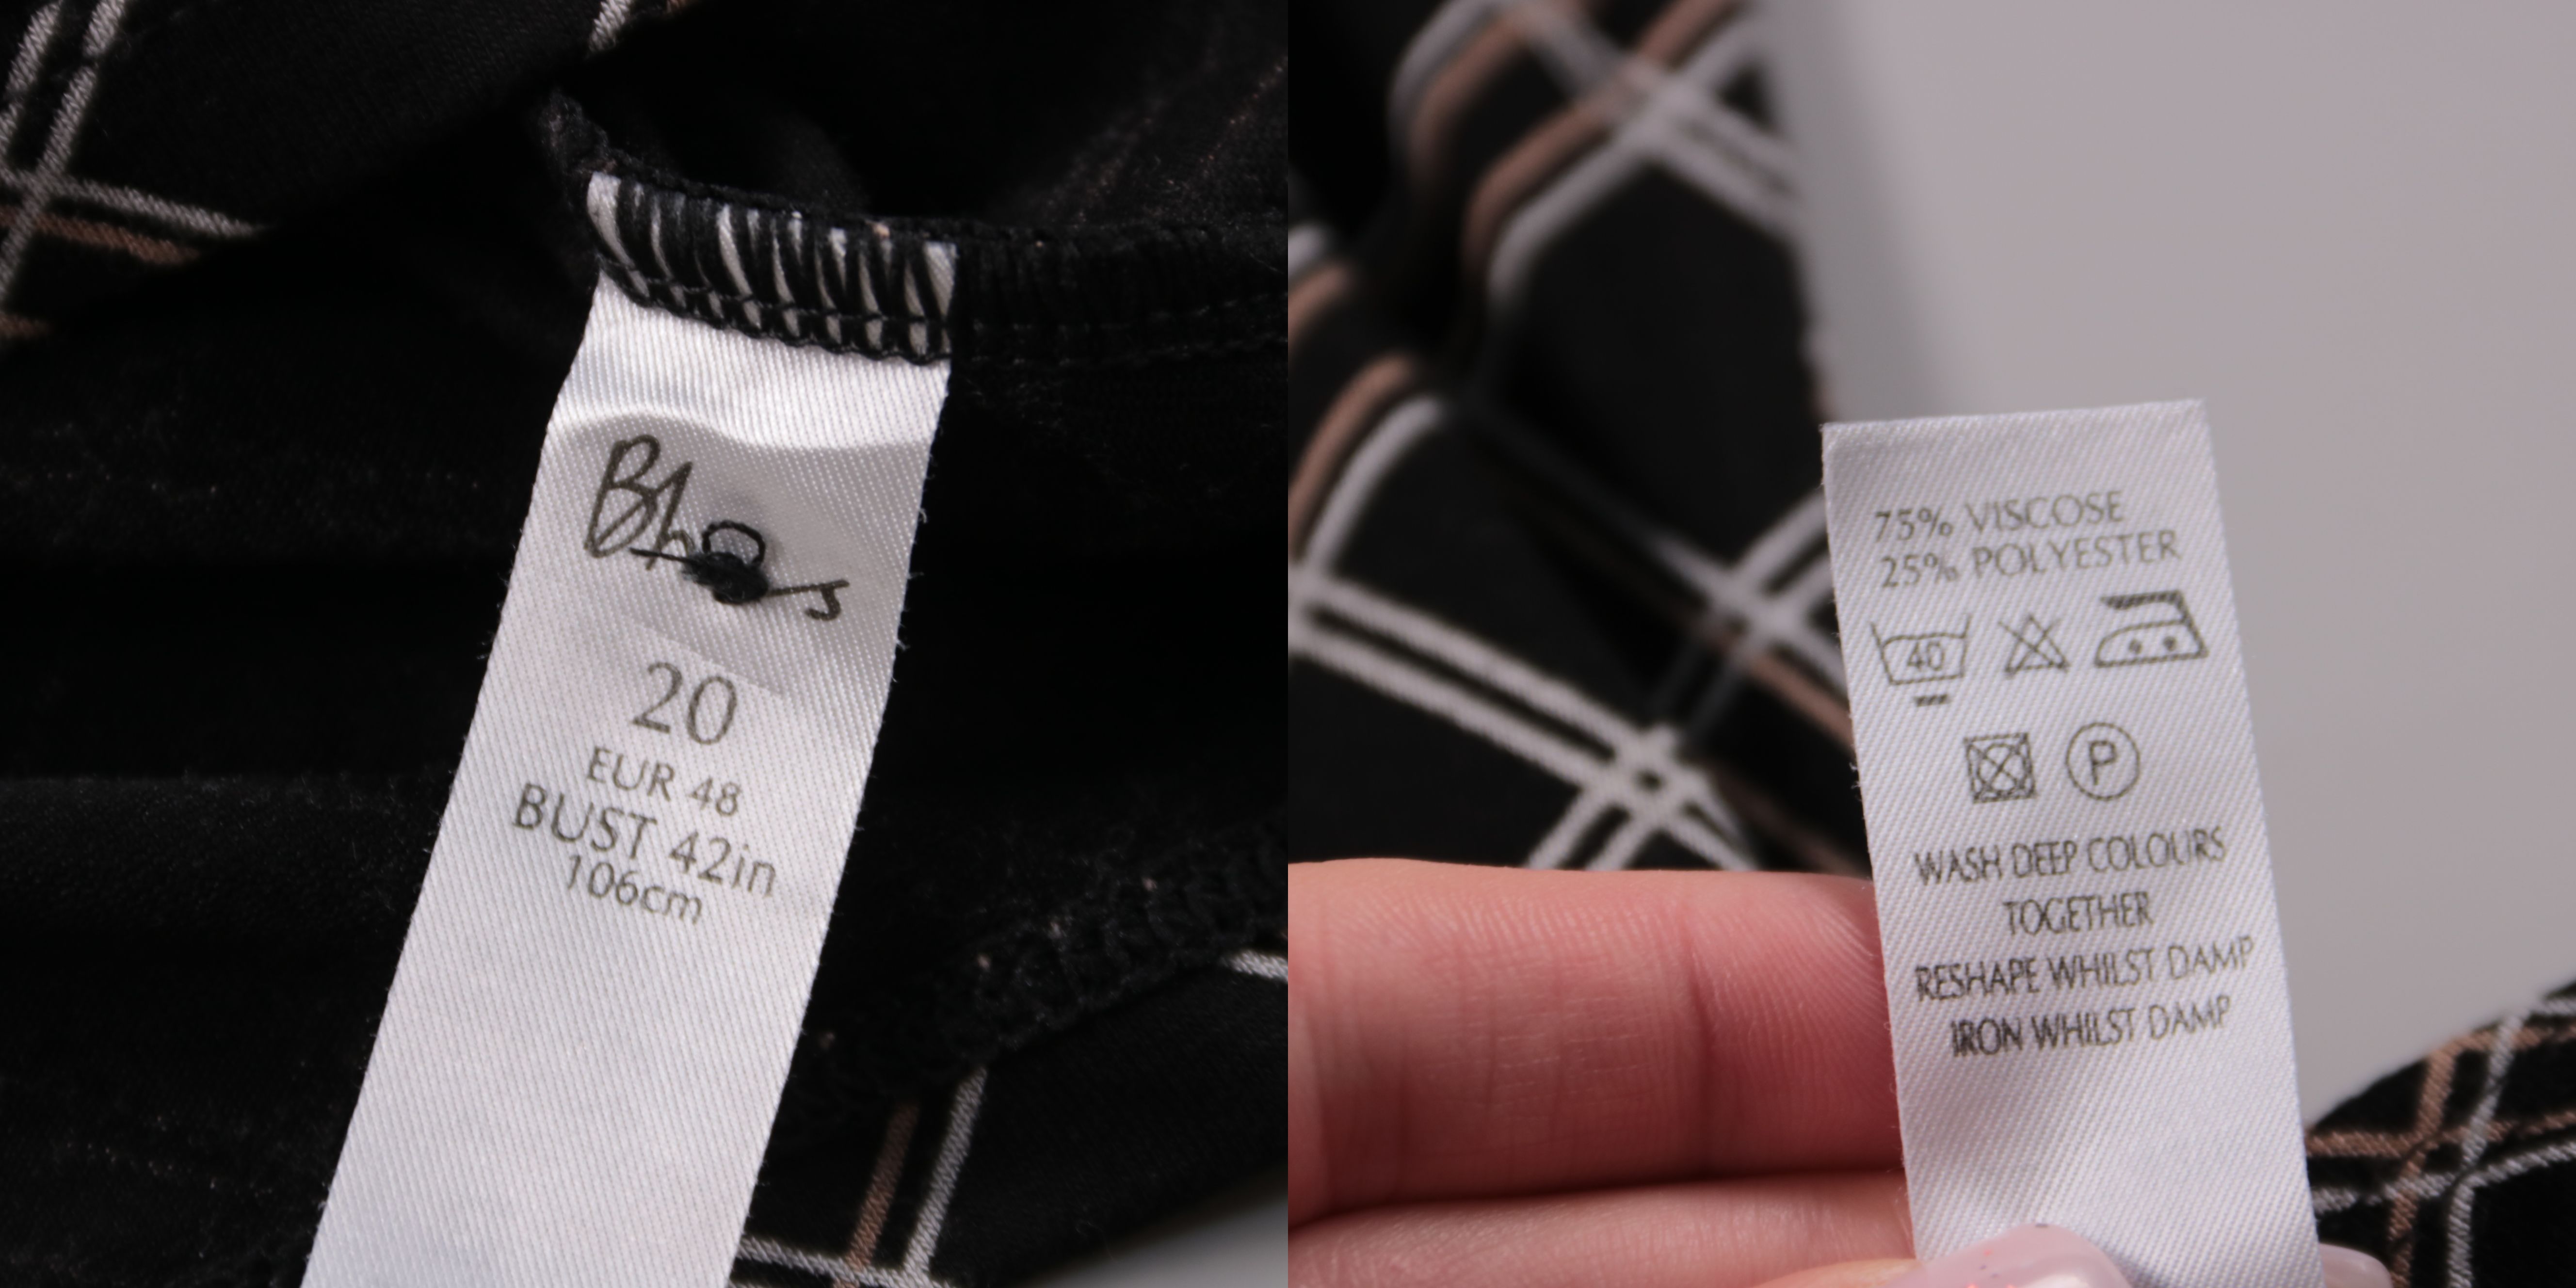 20
EUR 48
BUST 42in
106cm
75% VISCOSE
25% POLYESTER
40
P
WASH DEEP COLOURS
TOGETHER
RESHAPE WHILST DAMP
IRON WHILST DAMP